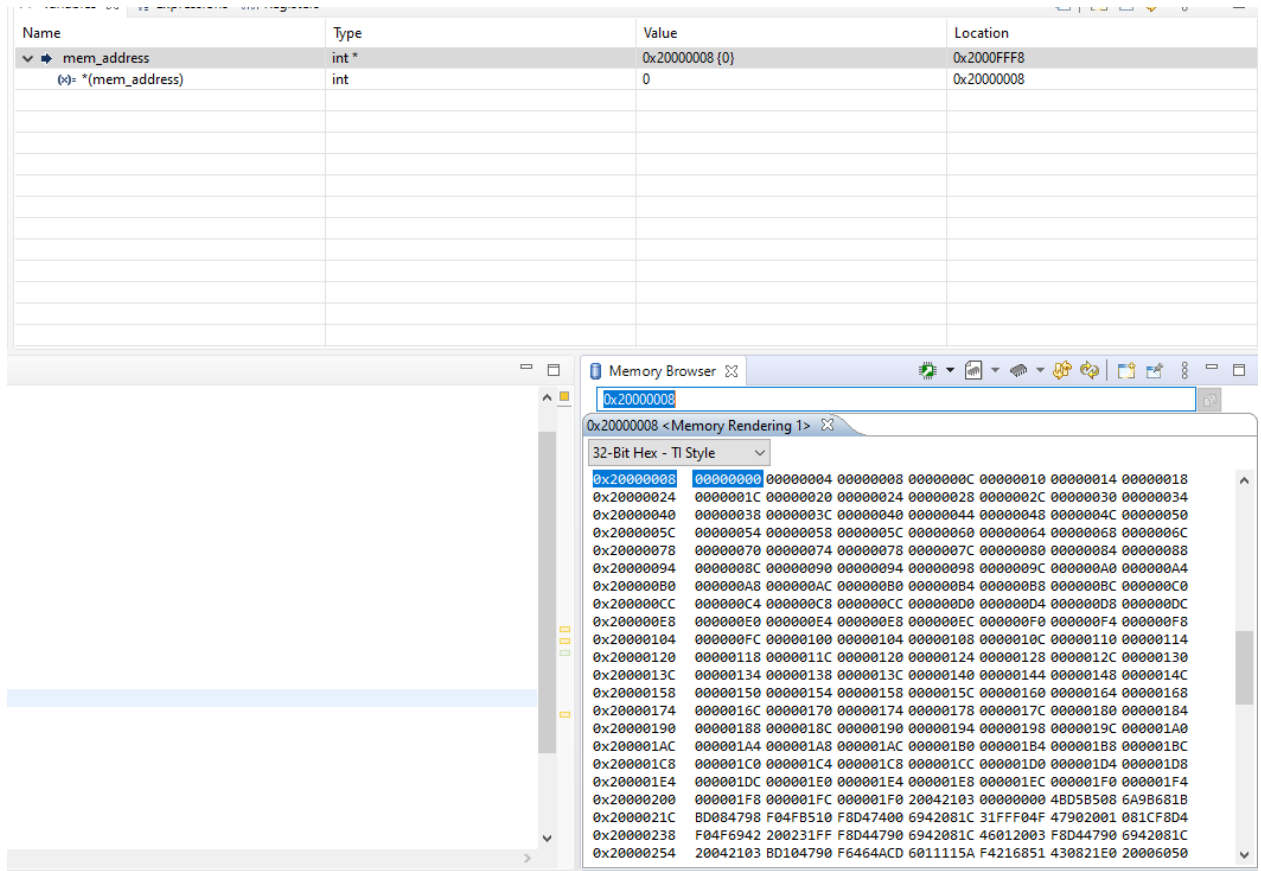 Name Type Value Location
mem_address int * 0x20000008 {0} 0x2000FFF8
(x)= *(mem_address) int 0 0x20000008
Memory Browser
0x20000008
0x20000008 <Memory Rendering 1>
32-Bit Hex - TI Style
0x20000008 00000000 00000004 00000008 0000000C 00000010 00000014 00000018
0x20000024 0000001C 00000020 00000024 00000028 0000002C 00000030 00000034
0x20000040 00000038 0000003C 00000040 00000044 00000048 0000004C 00000050
0x2000005C 00000054 00000058 0000005C 00000060 00000064 00000068 0000006C
0x20000078 00000070 00000074 00000078 0000007C 00000080 00000084 00000088
0x20000094 0000008C 00000090 00000094 00000098 0000009C 000000A0 000000A4
0x200000B0 000000A8 000000AC 000000B0 000000B4 000000B8 000000BC 000000C0
0x200000CC 000000C4 000000C8 000000CC 000000D0 000000D4 000000D8 000000DC
0x200000E8 000000E0 000000E4 000000E8 000000EC 000000F0 000000F4 000000F8
0x20000104 000000FC 00000100 00000104 00000108 0000010C 00000110 00000114
0x20000120 00000118 0000011C 00000120 00000124 00000128 0000012C 00000130
0x2000013C 00000134 00000138 0000013C 00000140 00000144 00000148 0000014C
0x20000158 00000150 00000154 00000158 0000015C 00000160 00000164 00000168
0x20000174 0000016C 00000170 00000174 00000178 0000017C 00000180 00000184
0x20000190 00000188 0000018C 00000190 00000194 00000198 0000019C 000001A0
0x200001AC 000001A4 000001A8 000001AC 000001B0 000001B4 000001B8 000001BC
0x200001C8 000001C0 000001C4 000001C8 000001CC 000001D0 000001D4 000001D8
0x200001E4 000001DC 000001E0 000001E4 000001E8 000001EC 000001F0 000001F4
0x20000200 000001F8 000001FC 000001F0 20042103 00000000 4BD5B508 6A9B681B
0x2000021C BD084798 F04FB510 F8D47400 6942081C 31FFF04F 47902001 081CF8D4
0x20000238 F04F6942 200231FF F8D44790 6942081C 46012003 F8D44790 6942081C
0x20000254 20042103 BD104790 F6464ACD 6011115A F4216851 430821E0 20006050